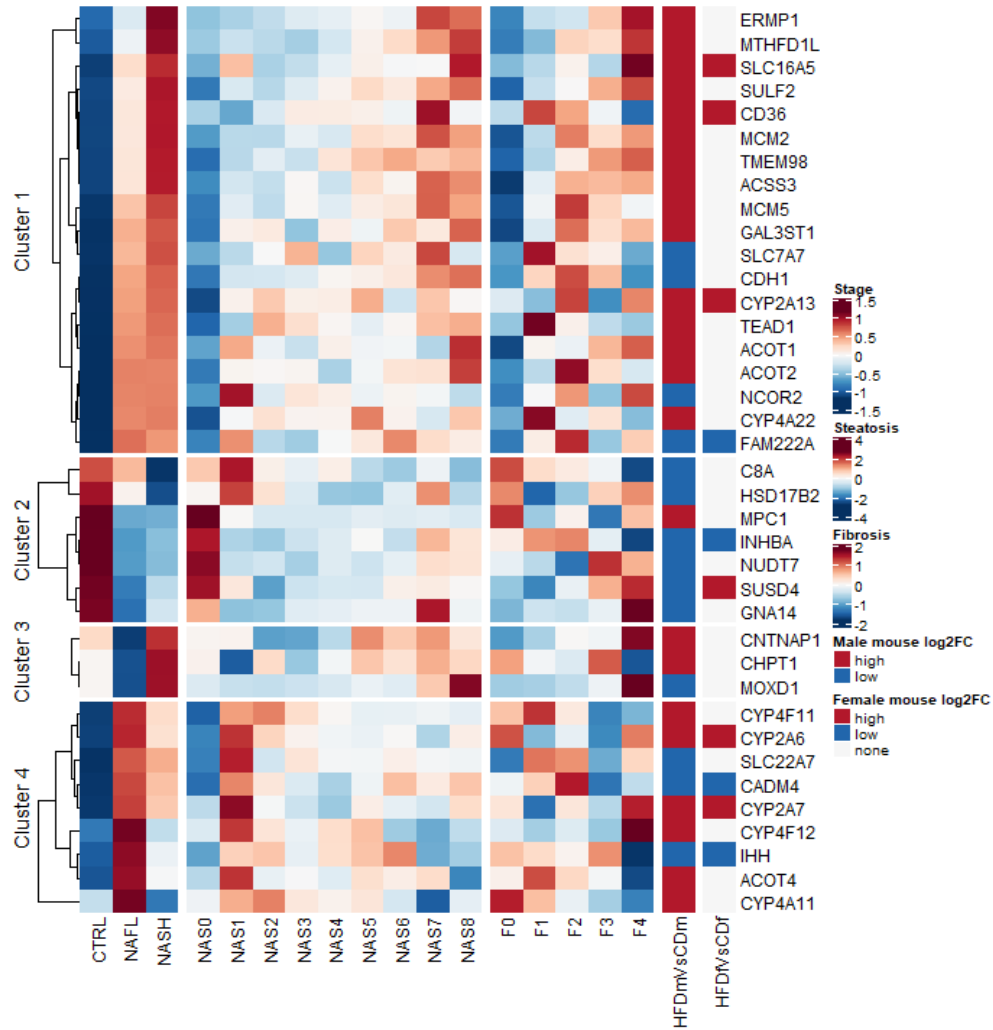 Cluster 1
ERMP1
MTHFD1L
SLC16A5
SULF2
CD36
MCM2
TMEM98
ACSS3
MCM5
GAL3ST1
SLC7A7
CDH1
CYP2A13
TEAD1
ACOT1
ACOT2
NCOR2
CYP4A22
FAM222A
Cluster 2
C8A
HSD17B2
MPC1
INHBA
NUDT7
SUSD4
GNA14
Cluster 3
CNTNAP1
CHPT1
MOXD1
Cluster 4
CYP4F11
CYP2A6
SLC22A7
CADM4
CYP2A7
CYP4F12
IHH
ACOT4
CYP4A11
CTRL NAFL NASH NAS0 NAS1 NAS2 NAS3 NAS4 NAS5 NAS6 NAS7 NAS8 F0 F1 F2 F3 F4 HFDmVsCDm HFDfVsCDf
Stage
1.5
1
0.5
0
-0.5
-1
-1.5
Steatosis
4
2
0
-2
-4
Fibrosis
2
1
0
-1
-2
Male mouse log2FC
high
low
Female mouse log2FC
high
low
none